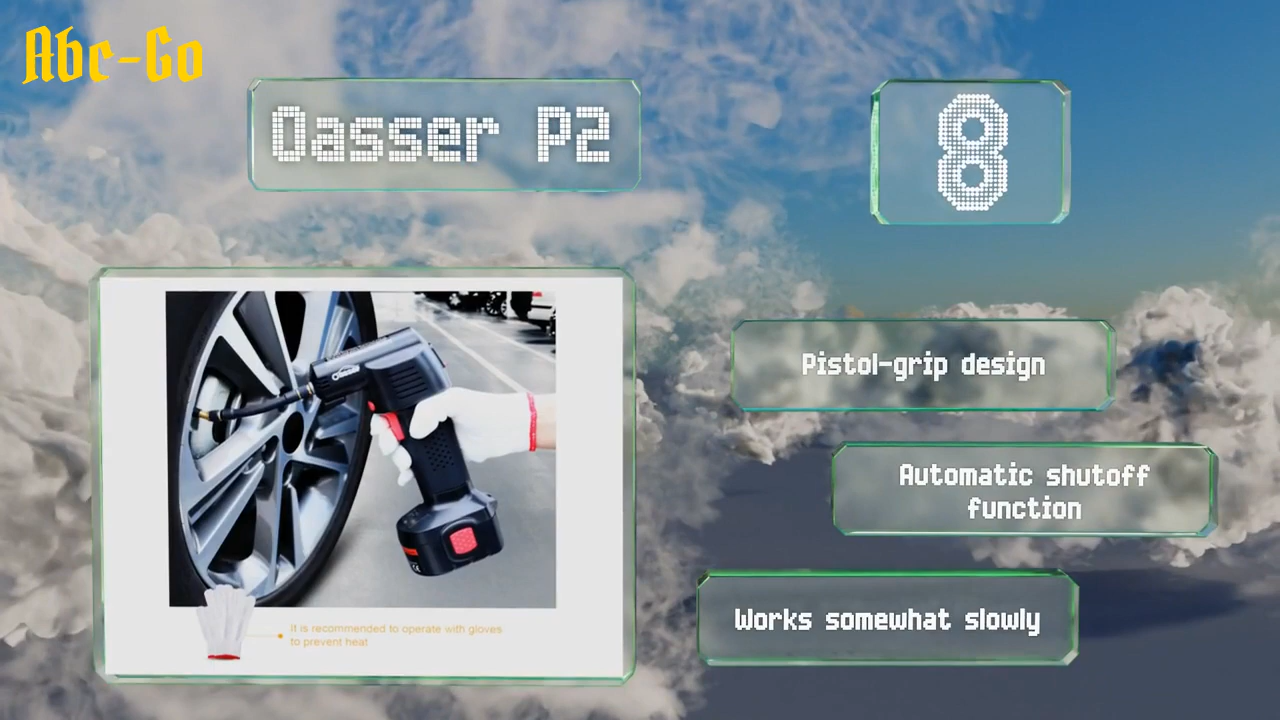 Abc-Go
Oasser P2
8
Pistol-grip design
Automatic shutoff
function
Works somewhat slowly
It is recommended to operate with gloves
to prevent heat